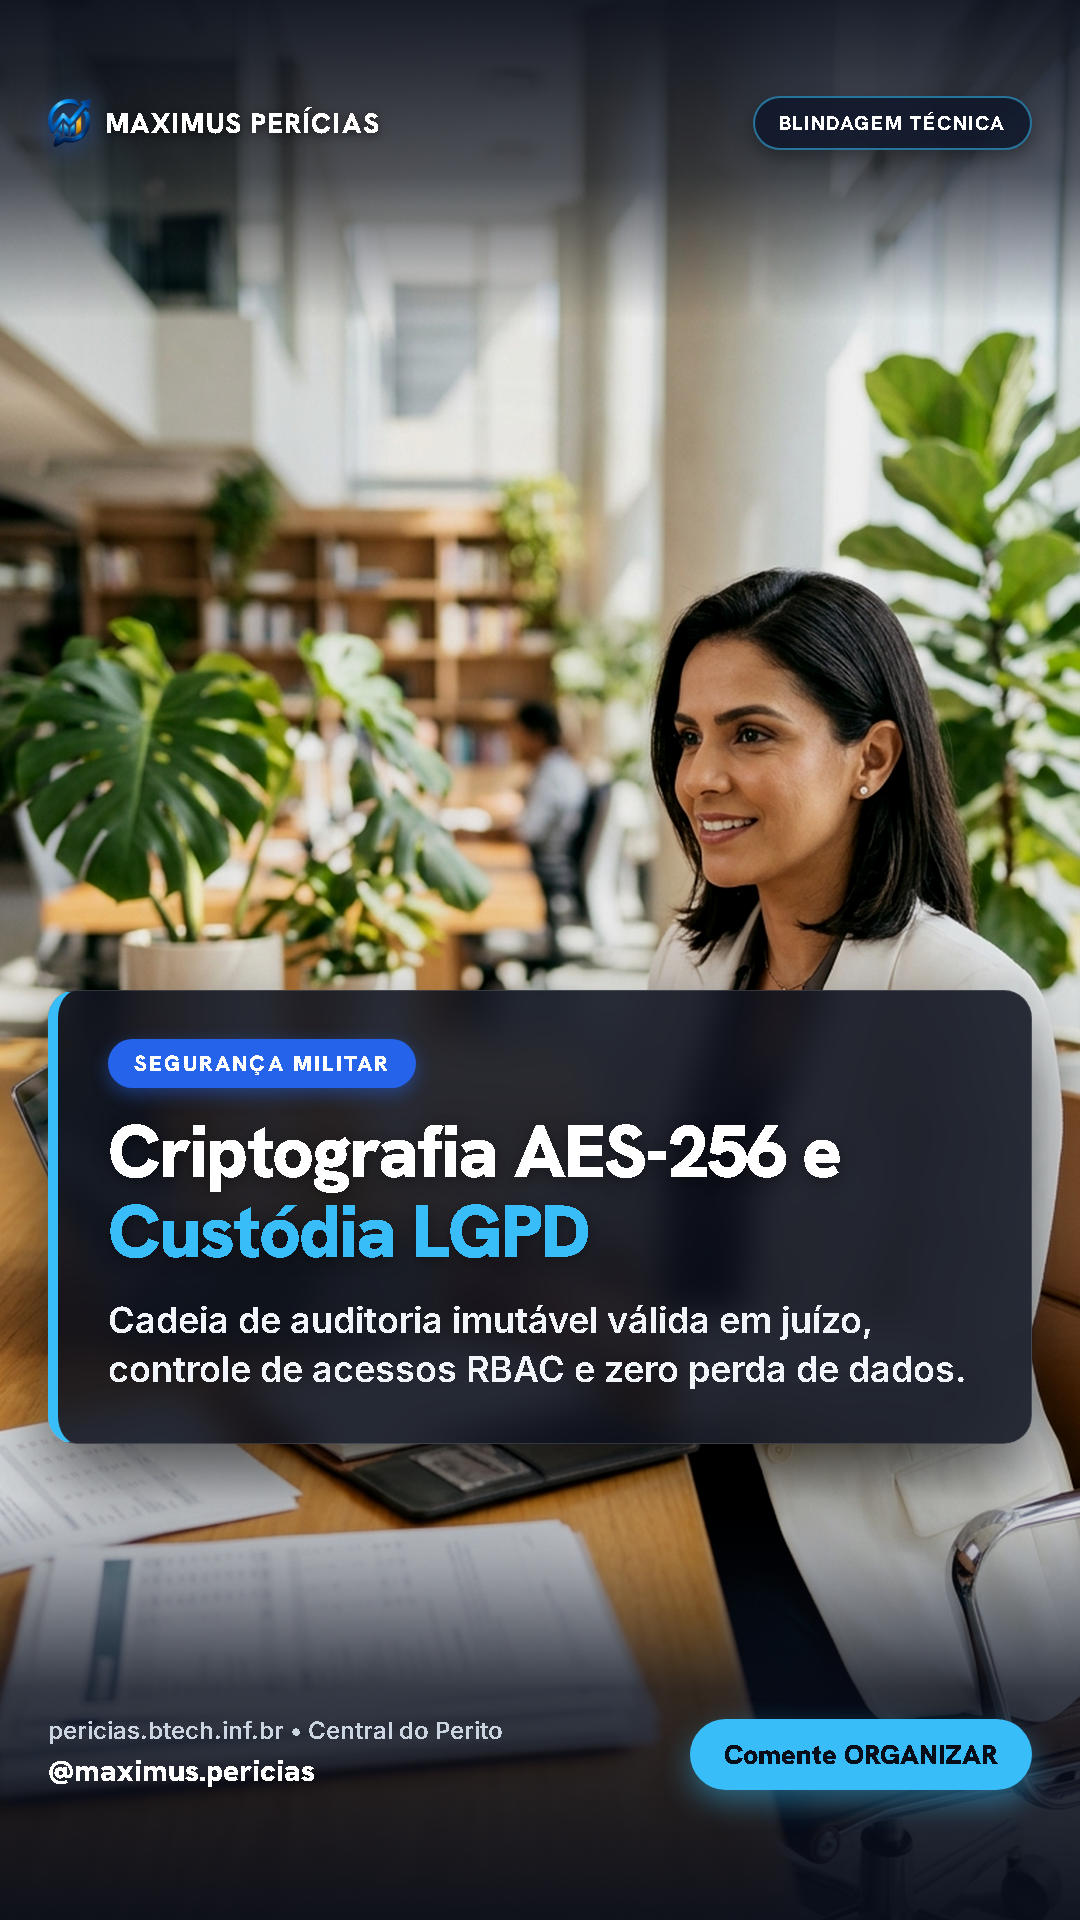 MAXIMUS PERÍCIAS
BLINDAGEM TÉCNICA
SEGURANÇA MILITAR
Criptografia AES-256 e
Custódia LGPD
Cadeia de auditoria imutável válida em juízo,
controle de acessos RBAC e zero perda de dados.
pericias.btech.inf.br • Central do Perito
@maximus.pericias
Comente ORGANIZAR